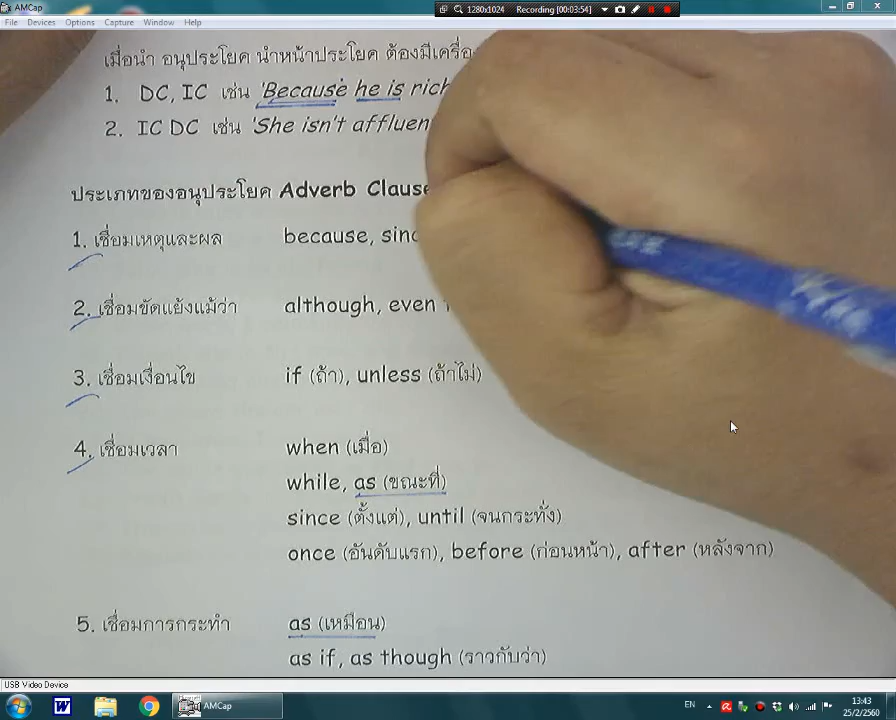 AMCap
1280x1024 Recording [00:03:54]
File Devices Options Capture Window Help
เมื่อนำ อนุประโยค นำหน้าประโยค ต้องมีเครื่อ
1. DC, IC เช่น 'Because he is rich
2. IC DC เช่น 'She isn't affluen
ประเภทของอนุประโยค Adverb Clause
1. เชื่อมเหตุและผล because, sinc
2. เชื่อมขัดแย้งแม้ว่า although, even
3. เชื่อมเงื่อนไข if (ถ้า), unless (ถ้าไม่)
4. เชื่อมเวลา when (เมื่อ)
while, as (ขณะที่)
since (ตั้งแต่), until (จนกระทั่ง)
once (อันดับแรก), before (ก่อนหน้า), after (หลังจาก)
5. เชื่อมการกระทำ as (เหมือน)
as if, as though (ราวกับว่า)
USB Video Device
AMCap
EN
13:43
25/2/2560